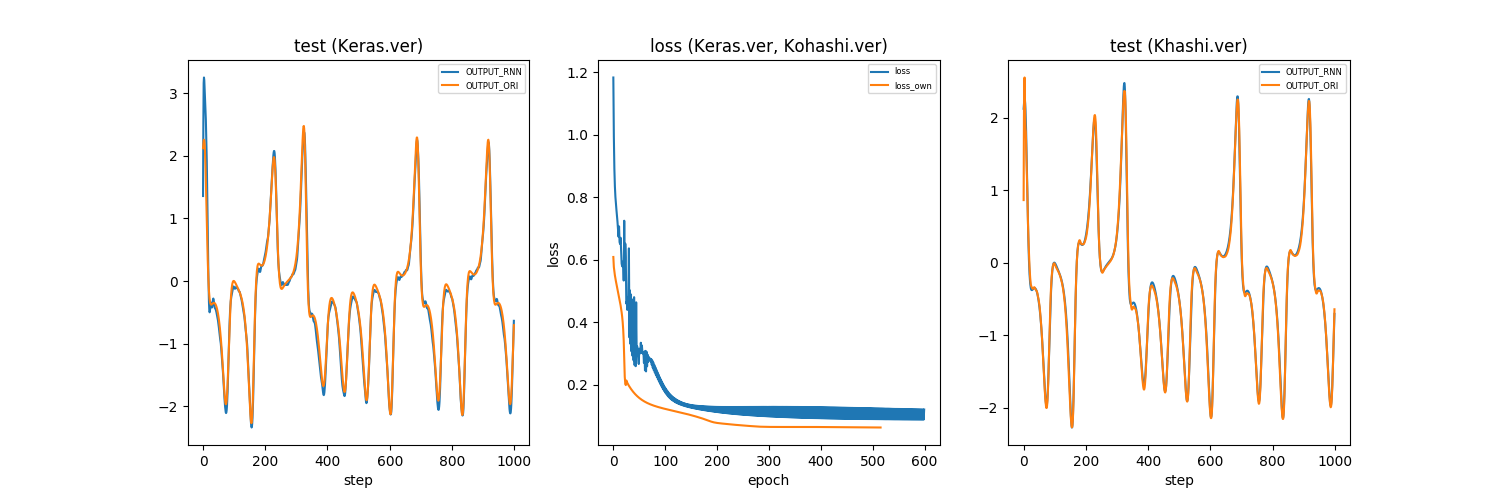 test (Keras.ver)
3
2
1
0
−1
−2
0
200
400
600
800
1000
step
OUTPUT_RNN
OUTPUT_ORI
loss (Keras.ver, Kohashi.ver)
loss
1.2
1.0
0.8
0.6
0.4
0.2
0
100
200
300
400
500
600
epoch
loss
loss_own
test (Khashi.ver)
2
1
0
−1
−2
0
200
400
600
800
1000
step
OUTPUT_RNN
OUTPUT_ORI